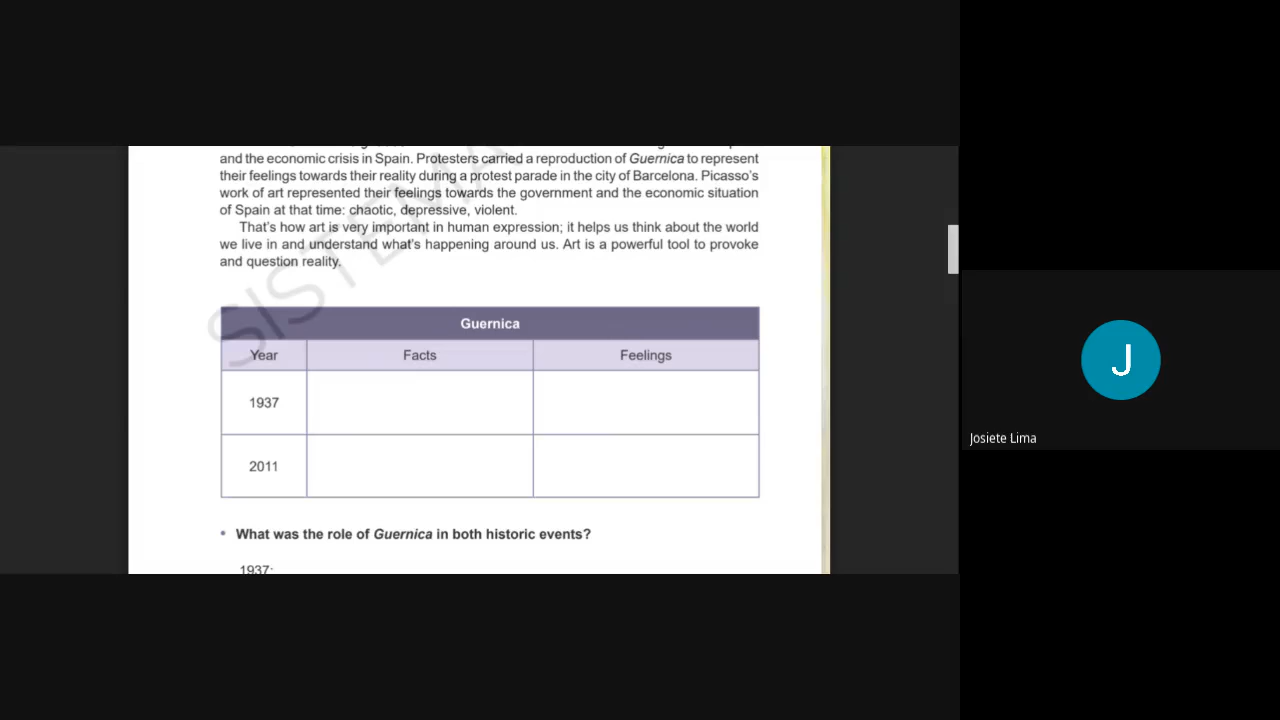 and the economic crisis in Spain. Protesters carried a reproduction of Guernica to represent
their feelings towards their reality during a protest parade in the city of Barcelona. Picasso's
work of art represented their feelings towards the government and the economic situation
of Spain at that time: chaotic, depressive, violent.
That's how art is very important in human expression; it helps us think about the world
we live in and understand what's happening around us. Art is a powerful tool to provoke
and question reality.
SISTEMA
Guernica
Year Facts Feelings
1937
2011
• What was the role of Guernica in both historic events?
1937:
J
Josiete Lima